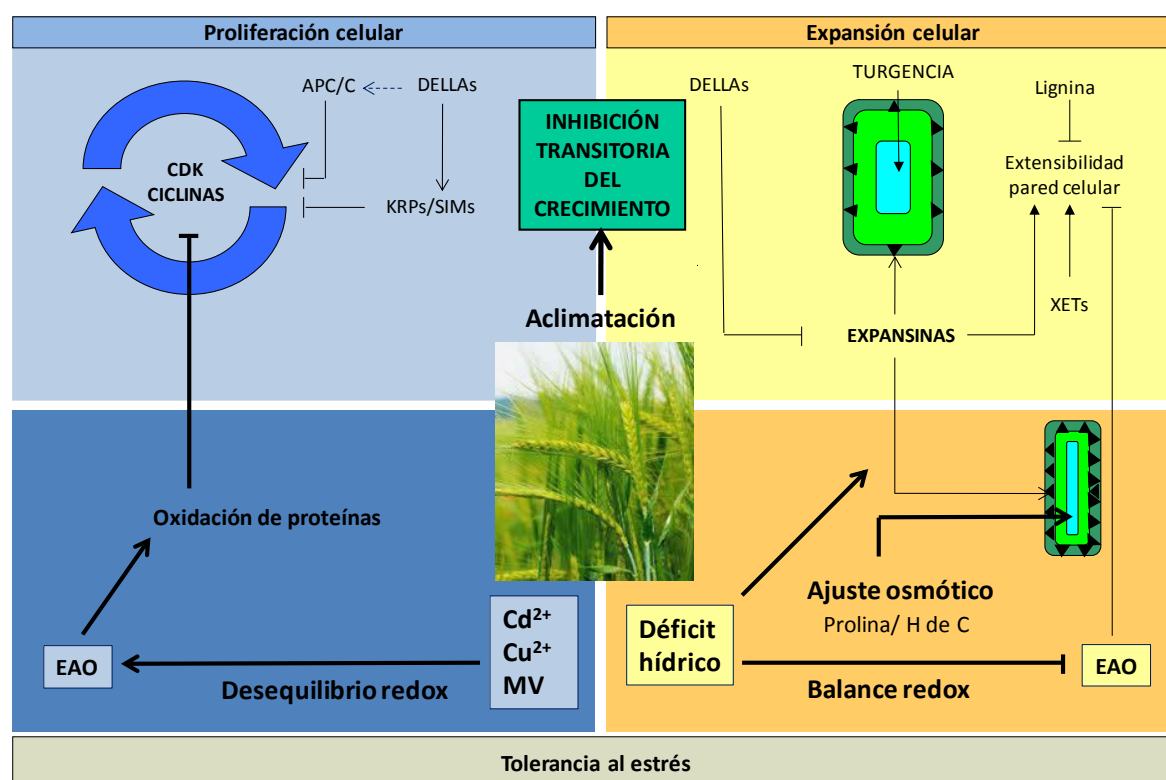 Proliferación celular
Expansión celular
APC/C
DELLAs
CDK
CICLINAS
KRPs/SIMs
INHIBICIÓN
TRANSITORIA
DEL
CRECIMIENTO
Aclimatación
DELLAs
TURGENCIA
Lignina
Extensibilidad
pared celular
XETs
EXPANSINAS
Oxidación de proteínas
EAO
Desequilibrio redox
Cd²⁺
Cu²⁺
MV
Déficit
hídrico
Ajuste osmótico
Prolina/ H de C
Balance redox
EAO
Tolerancia al estrés